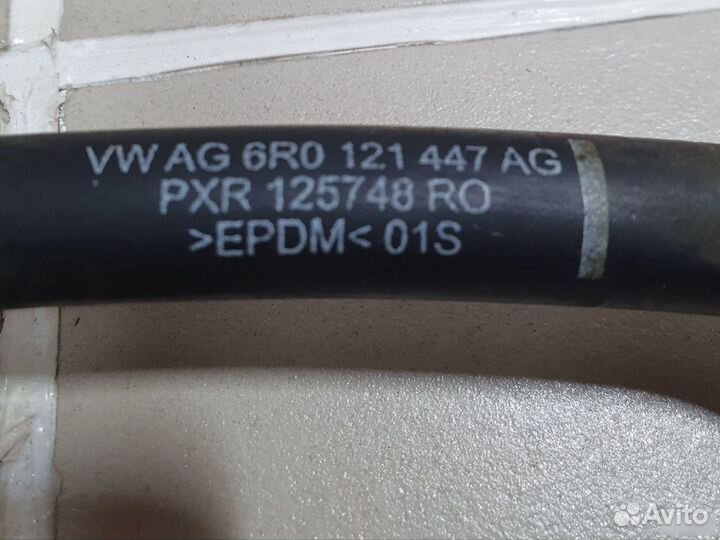 VW AG 6R0 121 447 AG
PXR 125748 RO
>EPDM< 01S
Avito